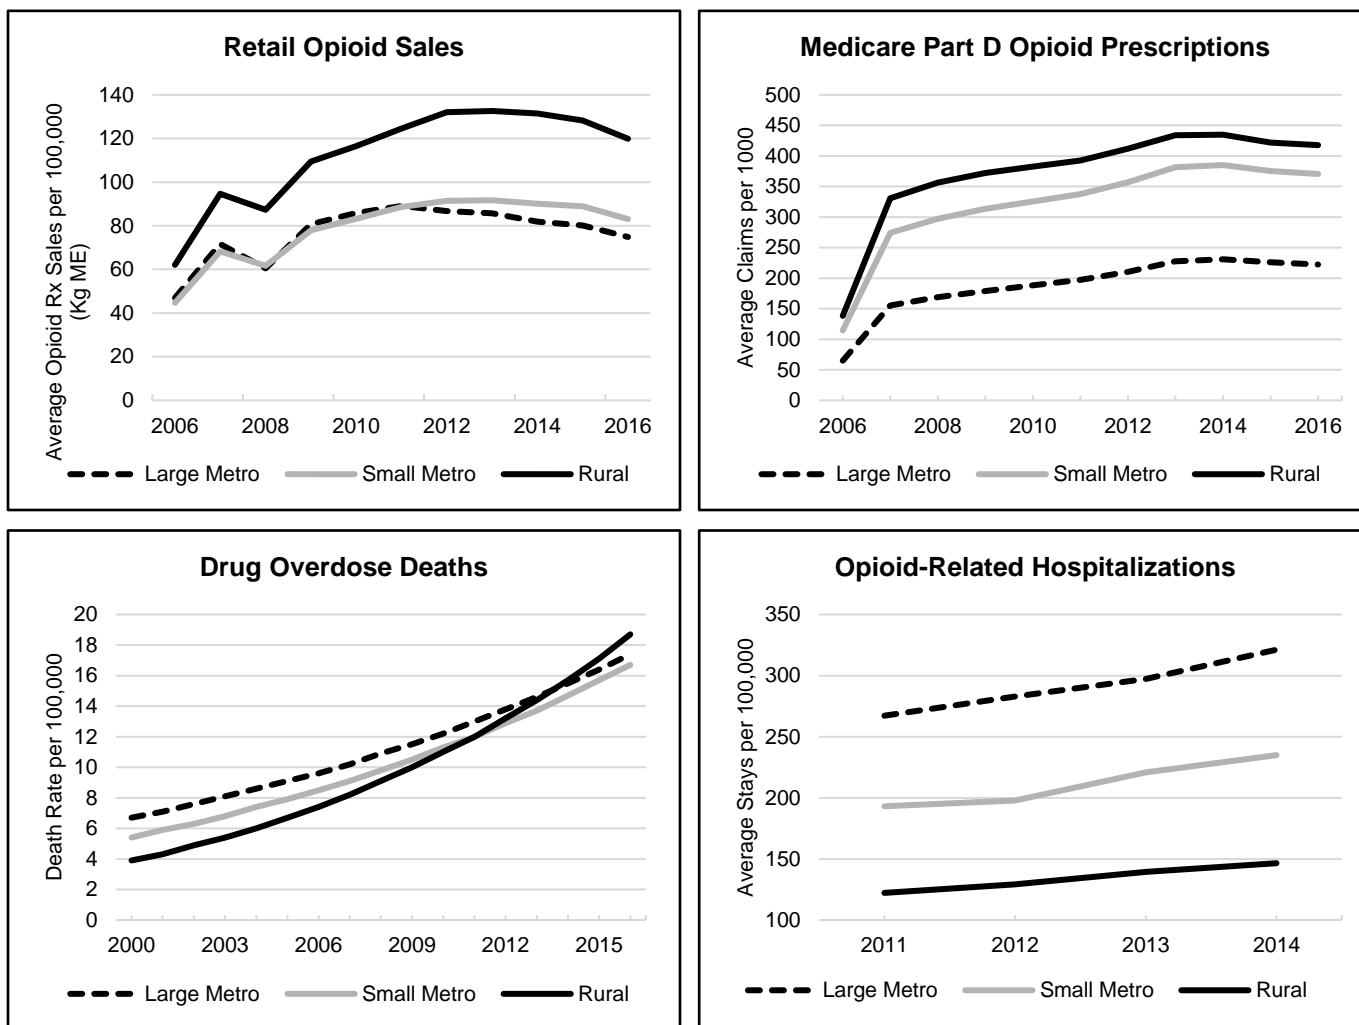 Retail Opioid Sales
Average Opioid Rx Sales per 100,000
(Kg ME)
140
120
100
80
60
40
20
0
2006 2008 2010 2012 2014 2016
Large Metro Small Metro Rural
Medicare Part D Opioid Prescriptions
Average Claims per 1000
500
450
400
350
300
250
200
150
100
50
0
2006 2008 2010 2012 2014 2016
Large Metro Small Metro Rural
Drug Overdose Deaths
Death Rate per 100,000
20
18
16
14
12
10
8
6
4
2
0
2000 2003 2006 2009 2012 2015
Large Metro Small Metro Rural
Opioid-Related Hospitalizations
Average Stays per 100,000
350
300
250
200
150
100
2011 2012 2013 2014
Large Metro Small Metro Rural